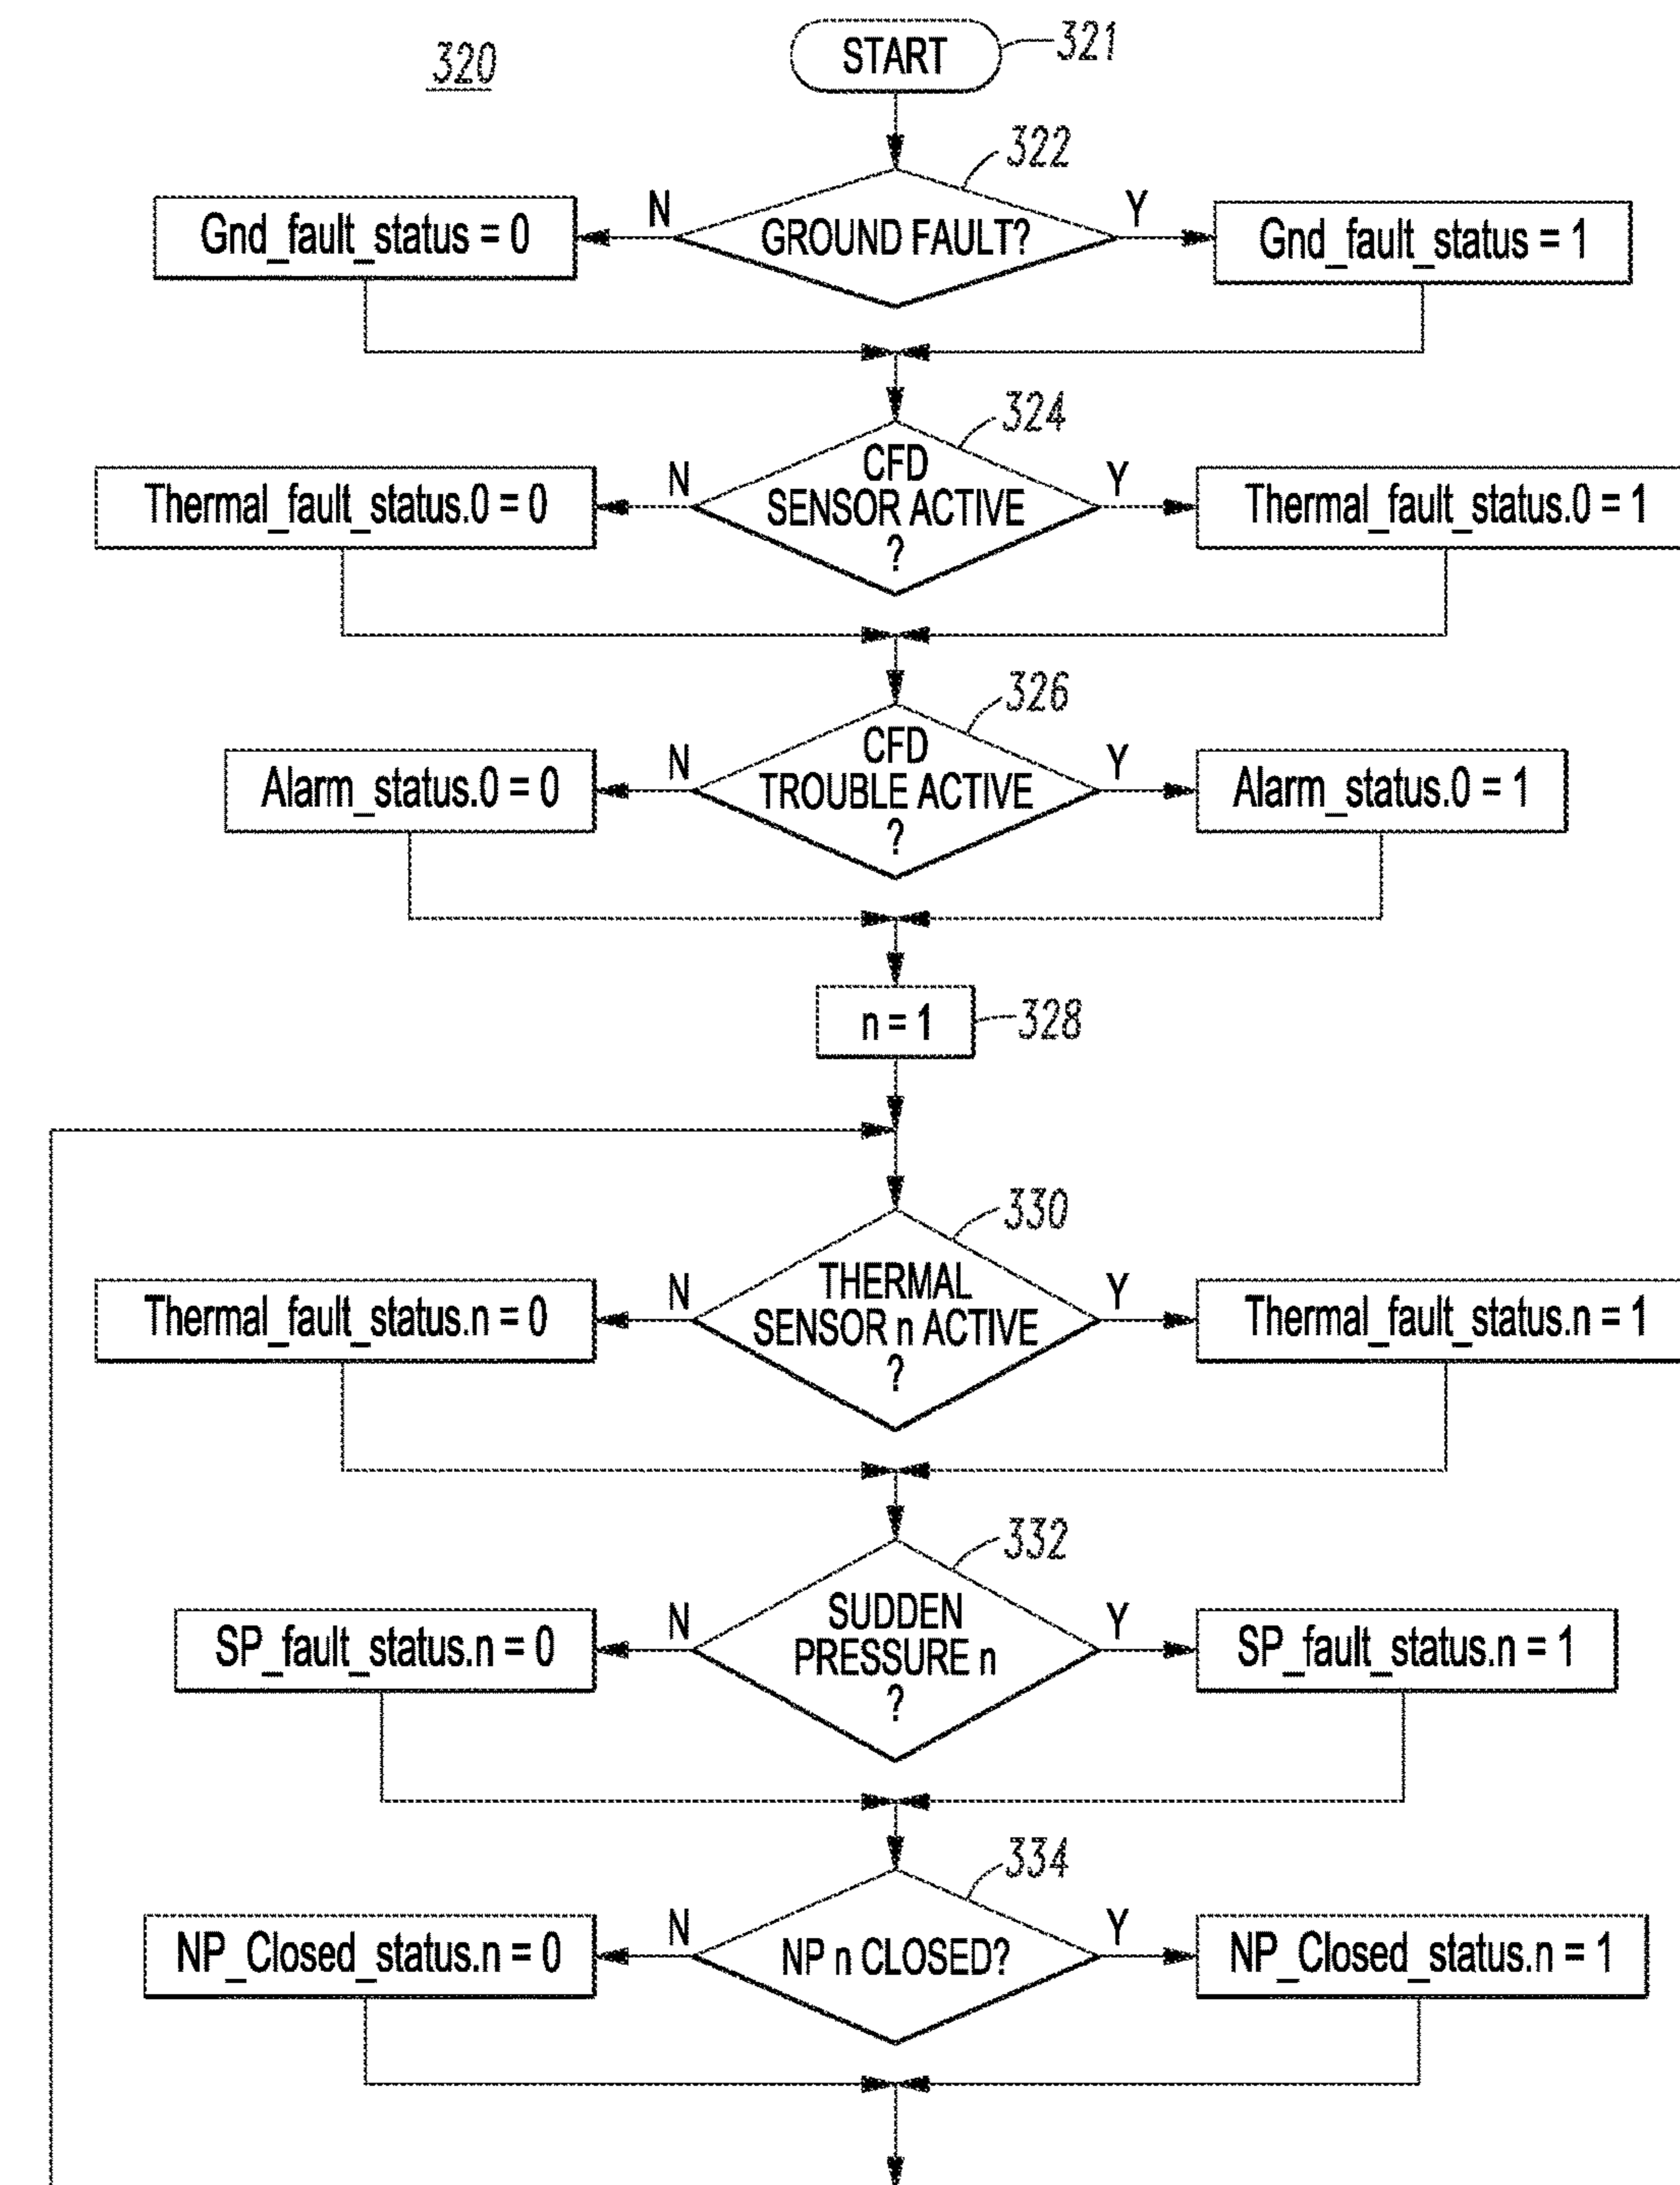 320
START
321
322
N
Y
Gnd_fault_status = 0
GROUND FAULT?
Gnd_fault_status = 1
324
N
Y
Thermal_fault_status.0 = 0
CFD
SENSOR ACTIVE
?
Thermal_fault_status.0 = 1
326
N
Y
Alarm_status.0 = 0
CFD
TROUBLE ACTIVE
?
Alarm_status.0 = 1
n = 1
328
330
N
Y
Thermal_fault_status.n = 0
THERMAL
SENSOR n ACTIVE
?
Thermal_fault_status.n = 1
332
N
Y
SP_fault_status.n = 0
SUDDEN
PRESSURE n
?
SP_fault_status.n = 1
334
N
Y
NP_Closed_status.n = 0
NP n CLOSED?
NP_Closed_status.n = 1